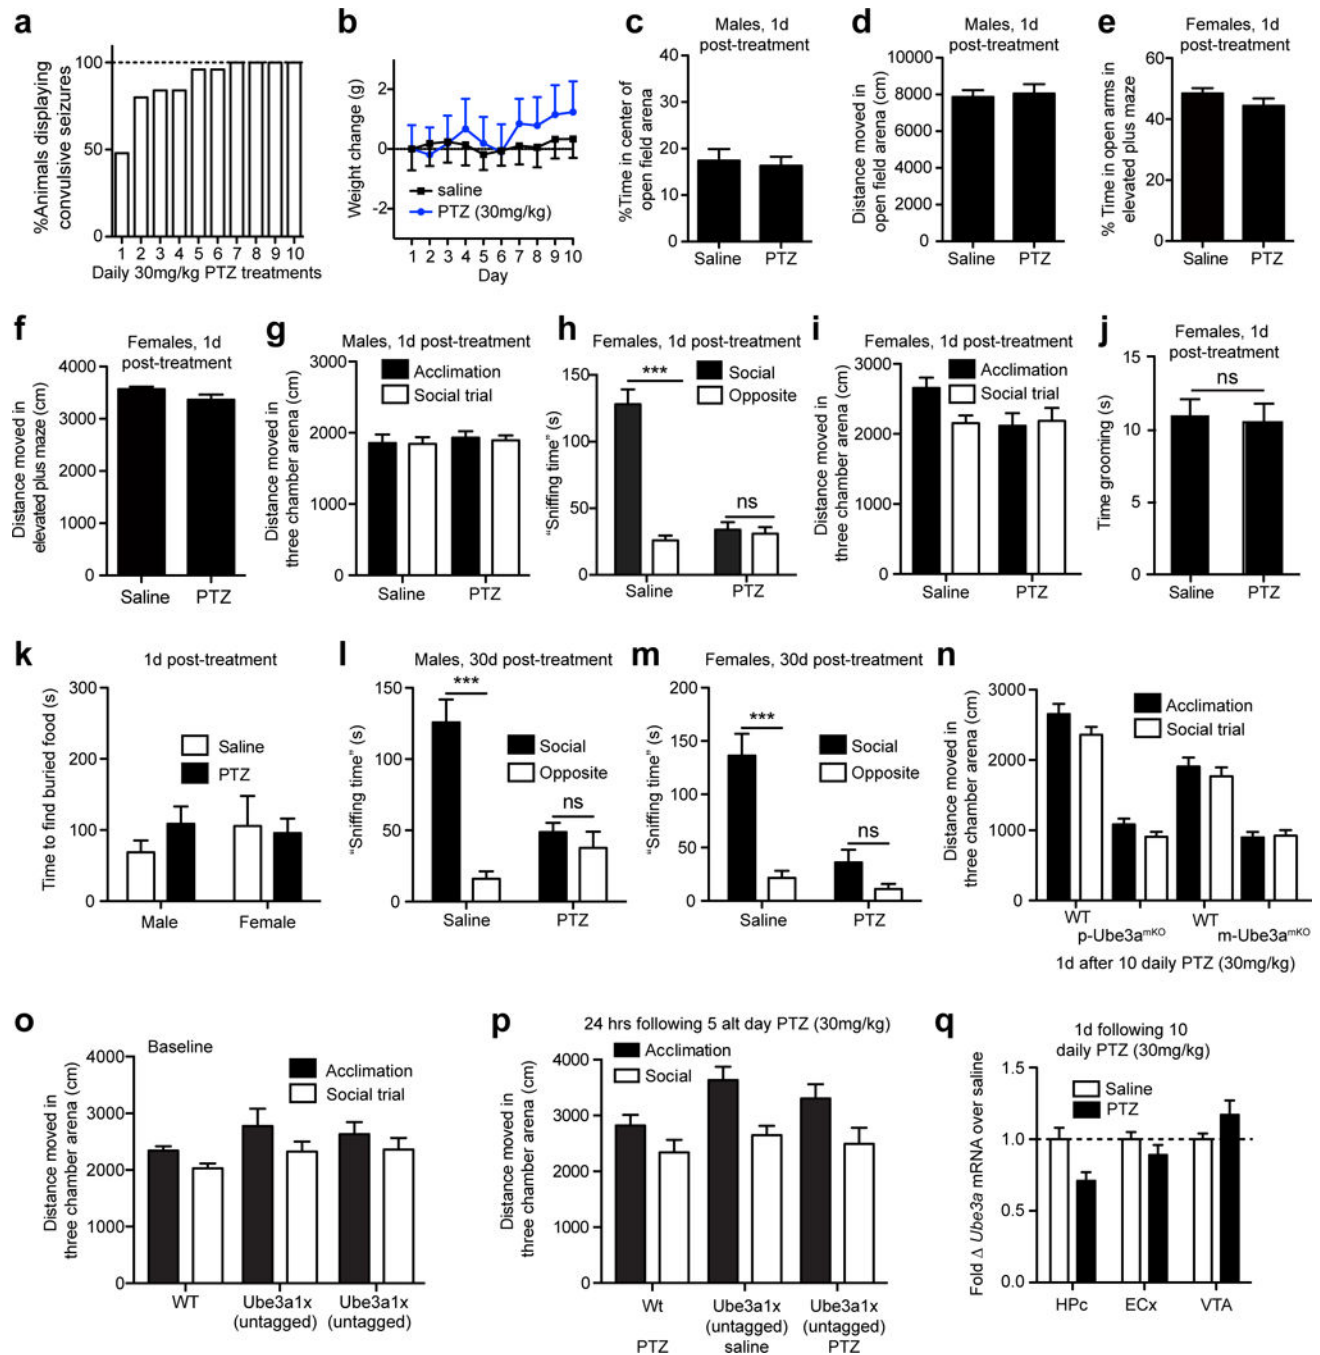 a
%Animals displaying
convulsive seizures
100
50
0
1 2 3 4 5 6 7 8 9 10
Daily 30mg/kg PTZ treatments
b
Weight change (g)
2
0
-2
saline
PTZ (30mg/kg)
1 2 3 4 5 6 7 8 9 10
Day
c
Males, 1d
post-treatment
%Time in center of
open field arena
40
30
20
10
0
Saline PTZ
d
Males, 1d
post-treatment
Distance moved in
open field arena (cm)
10000
8000
6000
4000
2000
0
Saline PTZ
e
Females, 1d
post-treatment
% Time in open arms in
elevated plus maze
60
40
20
0
Saline PTZ
f
Females, 1d
post-treatment
Distance moved in
elevated plus maze (cm)
4000
3000
2000
1000
0
Saline PTZ
g
Males, 1d post-treatment
Distance moved in
three chamber arena (cm)
3000
2000
1000
0
Acclimation
Social trial
Saline PTZ
h
Females, 1d post-treatment
"Sniffing time" (s)
150
100
50
0
***
ns
Social
Opposite
Saline PTZ
i
Females, 1d post-treatment
Distance moved in
three chamber arena (cm)
3000
2000
1000
0
Acclimation
Social trial
Saline PTZ
j
Females, 1d
post-treatment
Time grooming (s)
15
10
5
0
ns
Saline PTZ
k
1d post-treatment
Time to find buried food (s)
300
200
100
0
Saline
PTZ
Male Female
l
Males, 30d post-treatment
"Sniffing time" (s)
150
100
50
0
***
ns
Social
Opposite
Saline PTZ
m
Females, 30d post-treatment
"Sniffing time" (s)
200
150
100
50
0
***
ns
Social
Opposite
Saline PTZ
n
Distance moved in
three chamber arena (cm)
3000
2000
1000
0
Acclimation
Social trial
WT WT
p-Ube3amKO m-Ube3amKO
1d after 10 daily PTZ (30mg/kg)
o
Baseline
Distance moved in
three chamber arena (cm)
4000
3000
2000
1000
0
Acclimation
Social trial
WT Ube3a1x Ube3a1x
(untagged) (untagged)
p
24 hrs following 5 alt day PTZ (30mg/kg)
Distance moved in
three chamber arena (cm)
4000
3000
2000
1000
0
Acclimation
Social
Wt Ube3a1x Ube3a1x
(untagged) (untagged)
PTZ saline PTZ
q
1d following 10
daily PTZ (30mg/kg)
Fold Δ Ube3a mRNA over saline
1.5
1.0
0.5
0.0
Saline
PTZ
HPc ECx VTA